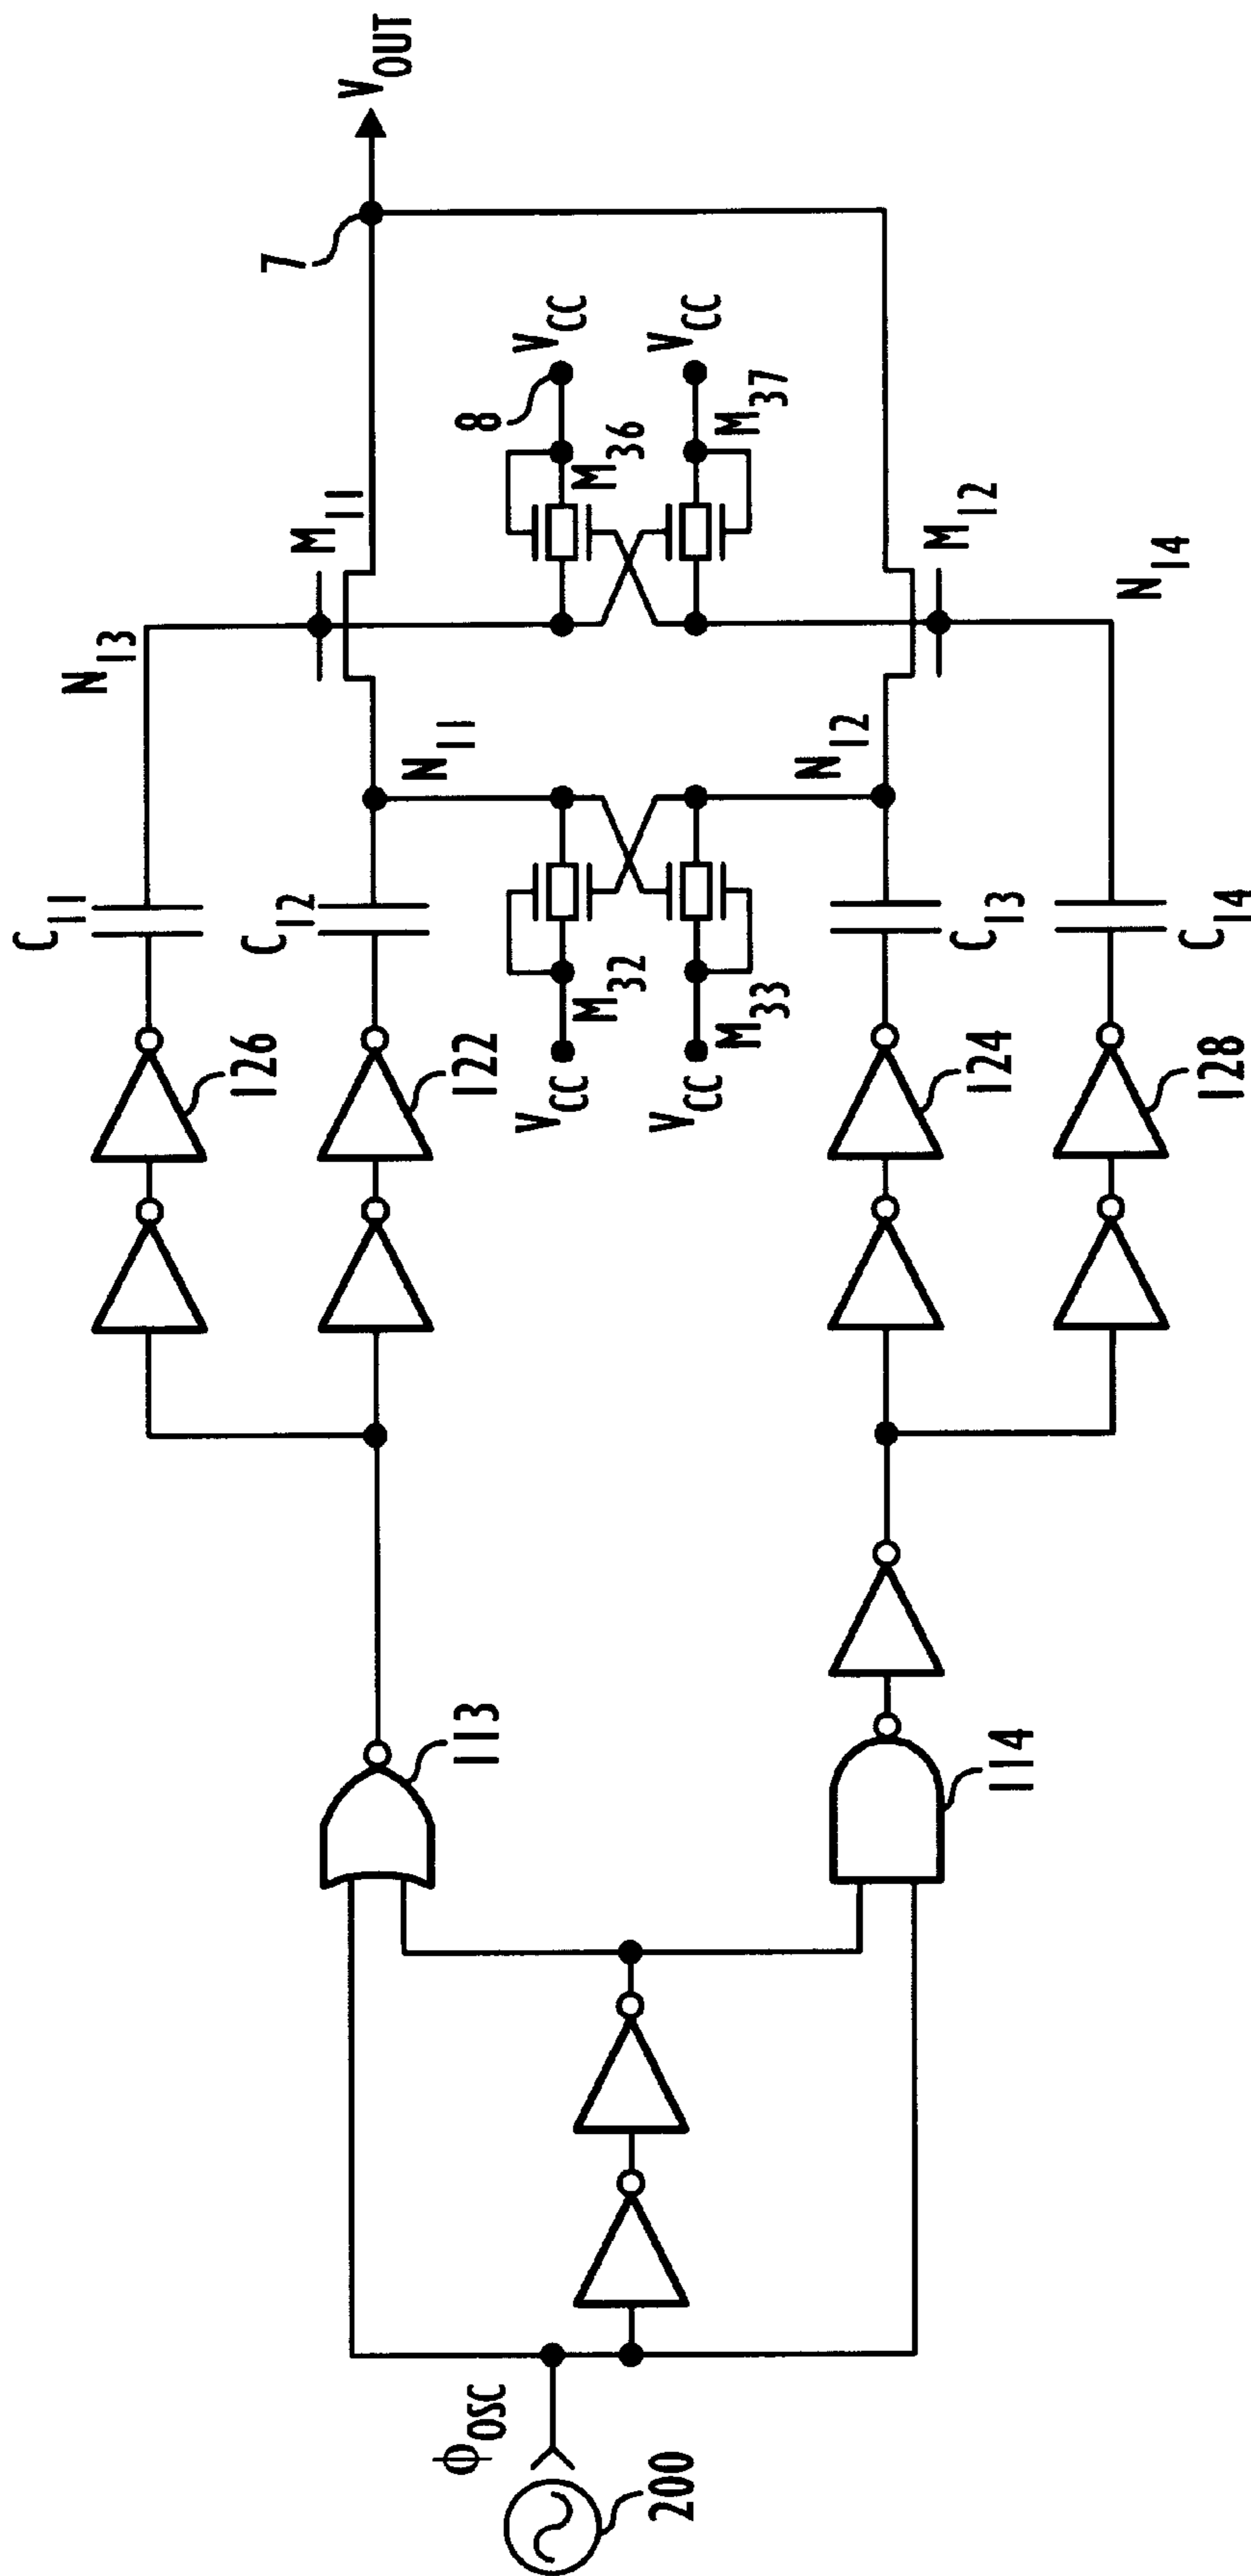 V_OUT
7
N_13
M_11
8
V_CC
M_36
V_CC
M_37
M_12
N_14
N_11
N_12
C_11
C_12
M_32
V_CC
M_33
V_CC
C_13
C_14
126
122
124
128
113
114
Φ_OSC
200